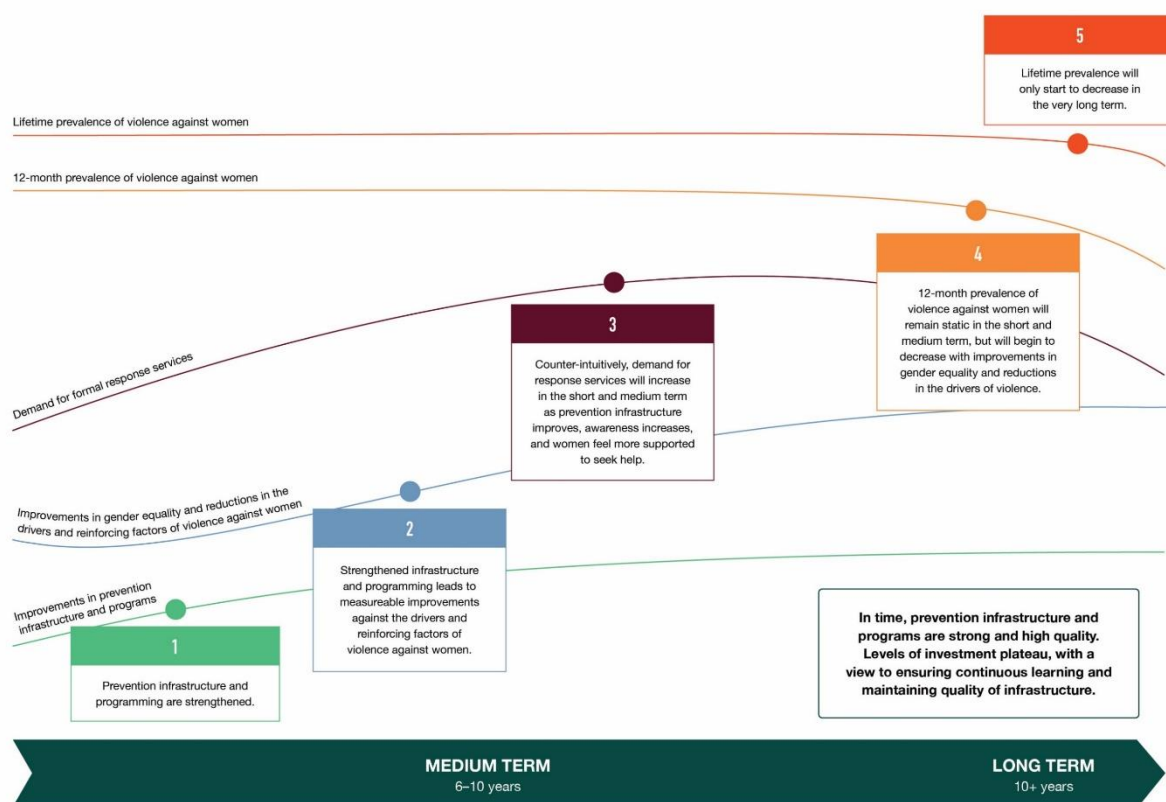 5
Lifetime prevalence will
only start to decrease in
the very long term.
Lifetime prevalence of violence against women
12-month prevalence of violence against women
4
12-month prevalence of
violence against women will
remain static in the short and
medium term, but will begin to
decrease with improvements in
gender equality and reductions
in the drivers of violence.
Demand for formal response services
3
Counter-intuitively, demand for
response services will increase
in the short and medium term
as prevention infrastructure
improves, awareness increases,
and women feel more supported
to seek help.
Improvements in gender equality and reductions in the
drivers and reinforcing factors of violence against women
2
Strengthened infrastructure
and programming leads to
measureable improvements
against the drivers and
reinforcing factors of
violence against women.
Improvements in prevention
infrastructure and programs
1
Prevention infrastructure and
programming are strengthened.
In time, prevention infrastructure and
programs are strong and high quality.
Levels of investment plateau, with a
view to ensuring continuous learning and
maintaining quality of infrastructure.
MEDIUM TERM
6–10 years
LONG TERM
10+ years